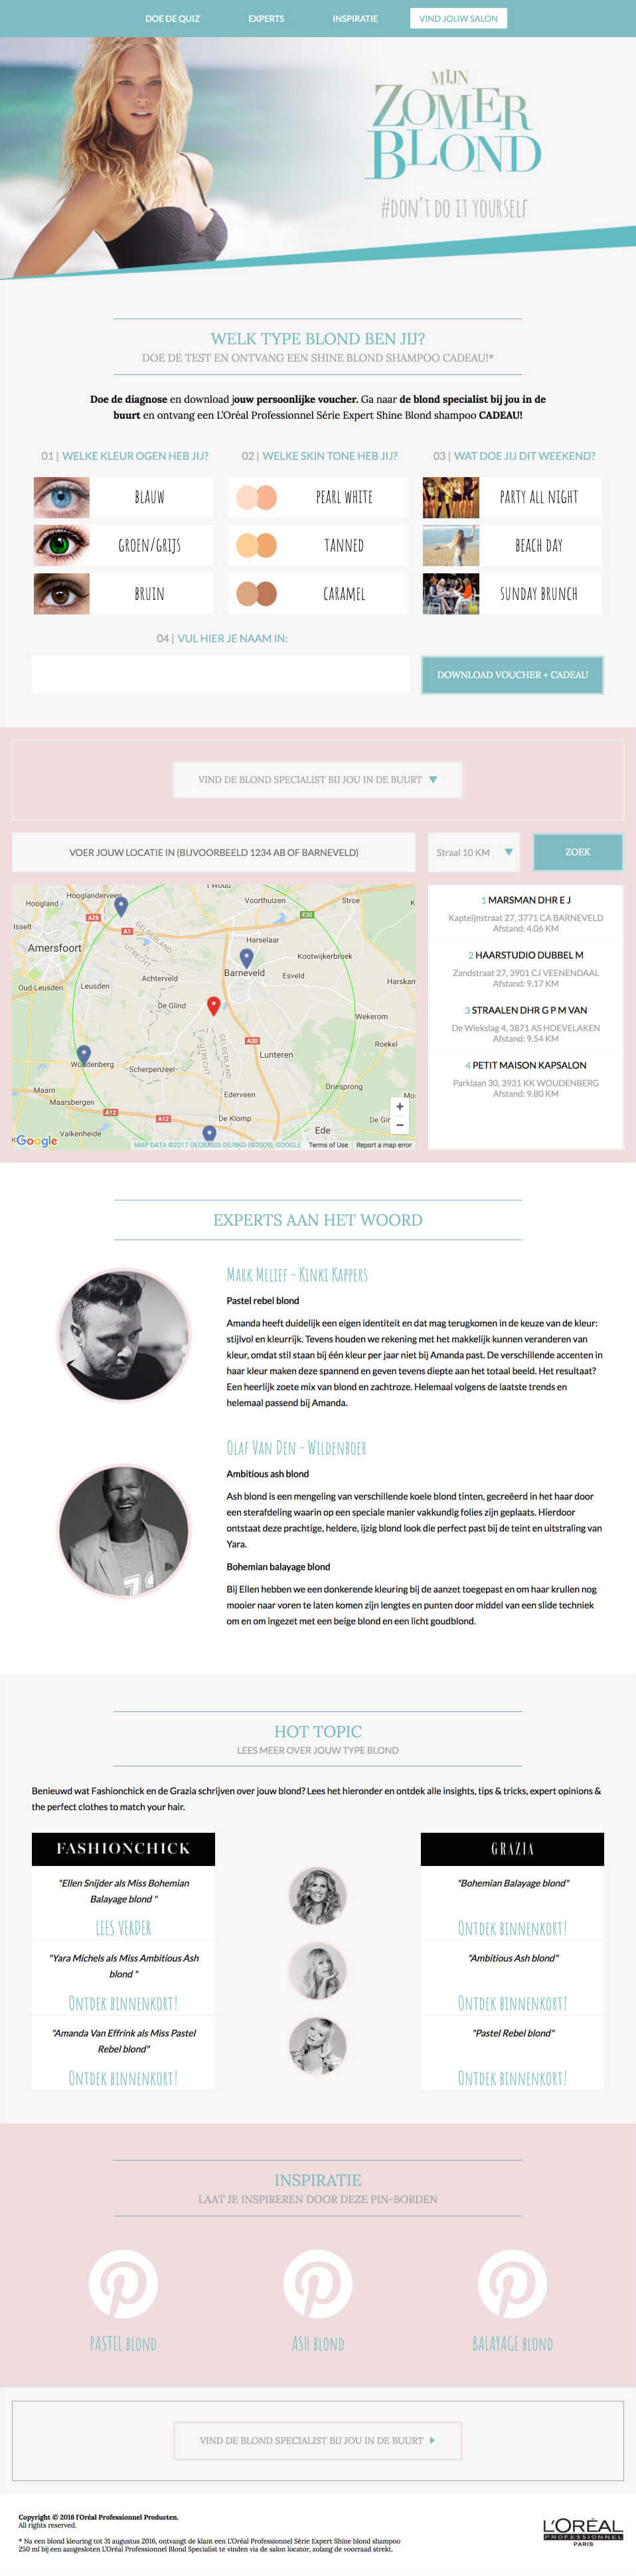 DOE DE QUIZ
EXPERTS
INSPIRATIE
VIND JOUW SALON
MIJN
ZOMER
BLOND
#DON'T DO IT YOURSELF
WELK TYPE BLOND BEN JIJ?
DOE DE TEST EN ONTVANG EEN SHINE BLOND SHAMPOO CADEAU!*
Doe de diagnose en download jouw persoonlijke voucher. Ga naar de blond specialist bij jou in de
buurt en ontvang een L'Oréal Professionnel Série Expert Shine Blond shampoo CADEAU!
01 | WELKE KLEUR OGEN HEB JIJ?
BLAUW
GROEN/GRIJS
BRUIN
02 | WELKE SKIN TONE HEB JIJ?
PEARL WHITE
TANNED
CARAMEL
03 | WAT DOE JIJ DIT WEEKEND?
PARTY ALL NIGHT
BEACH DAY
SUNDAY BRUNCH
04 | VUL HIER JE NAAM IN:
DOWNLOAD VOUCHER + CADEAU
VIND DE BLOND SPECIALIST BIJ JOU IN DE BUURT
VOER JOUW LOCATIE IN (BIJVOORBEELD 1234 AB OF BARNEVELD)
Straal 10 KM
ZOEK
Hooglanderveen
Hoogland
Voorthuizen
Stroe
A28
E30
A1
Isselt
GELDERLAND
UTRECHT
Harselaar
Amersfoort
Kootwijkerbroek
Barneveld
Achterveld
Esveld
Oud-Leusden
Leusden
Harskam
De Glind
Wekerom
A30
Roekel
UTRECHT
GELDERLAND
Lunteren
Woudenberg
Scherpenzeel
Driesprong
Maarn
Ederveen
Maarsbergen
A12
A12
De Klomp
Ede
Valkenheide
Google
MAP DATA ©2017 GEOBASIS-DE/BKG (©2009), GOOGLE
Terms of Use
Report a map error
1 MARSMAN DHR E J
Kapteijnstraat 27, 3771 CA BARNEVELD
Afstand: 4.06 KM
2 HAARSTUDIO DUBBEL M
Zandstraat 27, 3901 CJ VEENENDAAL
Afstand: 9.17 KM
3 STRAALEN DHR G P M VAN
De Wiekslag 4, 3871 AS HOEVELAKEN
Afstand: 9.54 KM
4 PETIT MAISON KAPSALON
Parklaan 30, 3931 KK WOUDENBERG
Afstand: 9.80 KM
EXPERTS AAN HET WOORD
Mark Melief - Kinki Kappers
Pastel rebel blond
Amanda heeft duidelijk een eigen identiteit en dat mag terugkomen in de keuze van de kleur:
stijlvol en kleurrijk. Tevens houden we rekening met het makkelijk kunnen veranderen van
kleur, omdat stil staan bij één kleur per jaar niet bij Amanda past. De verschillende accenten in
haar kleur maken deze spannend en geven tevens diepte aan het totaal beeld. Het resultaat?
Een heerlijk zoete mix van blond en zachtroze. Helemaal volgens de laatste trends en
helemaal passend bij Amanda.
Olaf Van Den - Wildenboer
Ambitious ash blond
Ash blond is een mengeling van verschillende koele blond tinten, gecreëerd in het haar door
een sterafdeling waarin op een speciale manier vakkundig folies zijn geplaats. Hierdoor
ontstaat deze prachtige, heldere, ijzig blond look die perfect past bij de teint en uitstraling van
Yara.
Bohemian balayage blond
Bij Ellen hebben we een donkerende kleuring bij de aanzet toegepast en om haar krullen nog
mooier naar voren te laten komen zijn lengtes en punten door middel van een slide techniek
om en om ingezet met een beige blond en een licht goudblond.
HOT TOPIC
LEES MEER OVER JOUW TYPE BLOND
Benieuwd wat Fashionchick en de Grazia schrijven over jouw blond? Lees het hieronder en ontdek alle insights, tips & tricks, expert opinions &
the perfect clothes to match your hair.
FASHIONCHICK
"Ellen Snijder als Miss Bohemian
Balayage blond "
LEES VERDER
"Yara Michels als Miss Ambitious Ash
blond "
Ontdek binnenkort!
"Amanda Van Effrink als Miss Pastel
Rebel blond"
Ontdek binnenkort!
GRAZIA
"Bohemian Balayage blond"
Ontdek binnenkort!
"Ambitious Ash blond"
Ontdek binnenkort!
"Pastel Rebel blond"
Ontdek binnenkort!
INSPIRATIE
LAAT JE INSPIREREN DOOR DEZE PIN-BORDEN
PASTEL BLOND
ASH BLOND
BALAYAGE BLOND
VIND DE BLOND SPECIALIST BIJ JOU IN DE BUURT
Copyright © 2016 l'Oréal Professionnel Producten.
All rights reserved.
* Na een blond kleuring tot 31 augustus 2016, ontvangt de klant een L'Oréal Professionnel Série Expert Shine blond shampoo
250 ml bij een aangesloten L'Oréal Professionnel Blond Specialist te vinden via de salon locator, zolang de voorraad strekt.
L'ORÉAL
PROFESSIONNEL
PARIS